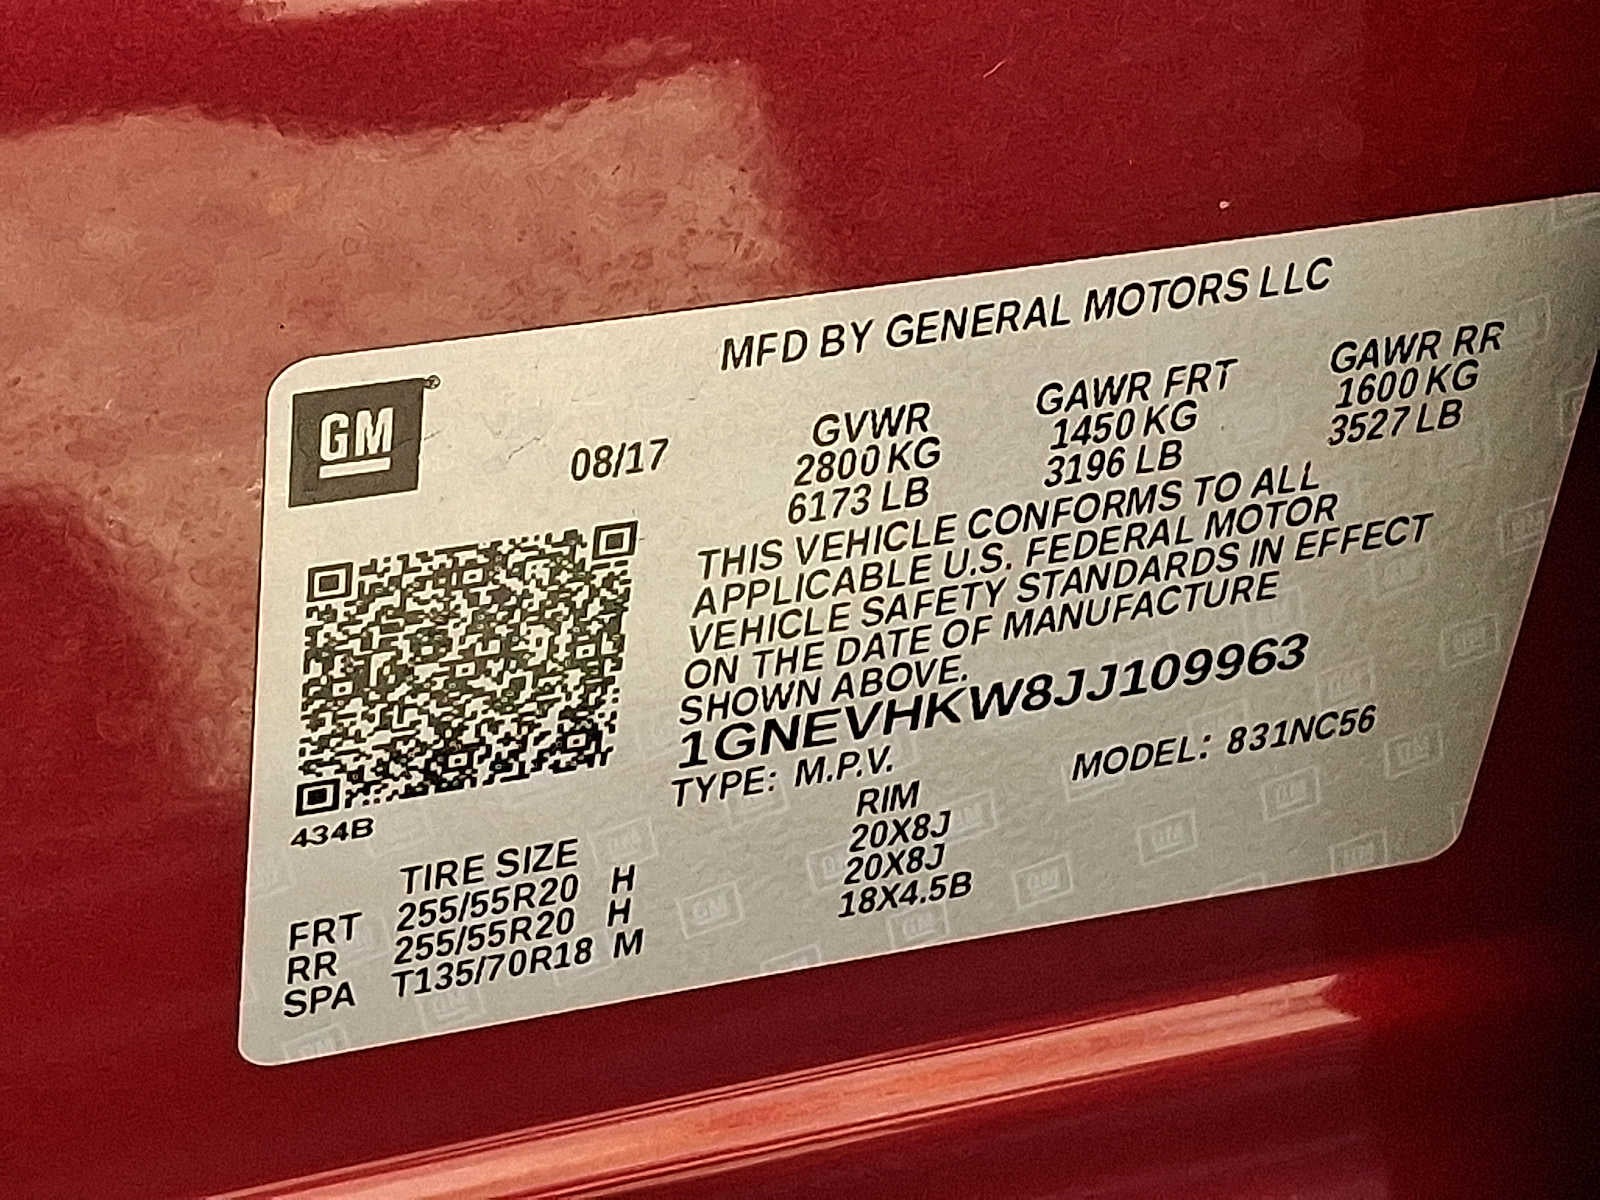 MFD BY GENERAL MOTORS LLC
GM
08/17
GVWR GAWR FRT GAWR RR
2800 KG 1450 KG 1600 KG
6173 LB 3196 LB 3527 LB
THIS VEHICLE CONFORMS TO ALL
APPLICABLE U.S. FEDERAL MOTOR
VEHICLE SAFETY STANDARDS IN EFFECT
ON THE DATE OF MANUFACTURE
SHOWN ABOVE.
1GNEVHKW8JJ109963
TYPE: M.P.V. MODEL: 831NC56
434B
TIRE SIZE RIM
FRT 255/55R20 H 20X8J
RR 255/55R20 H 20X8J
SPA T135/70R18 M 18X4.5B